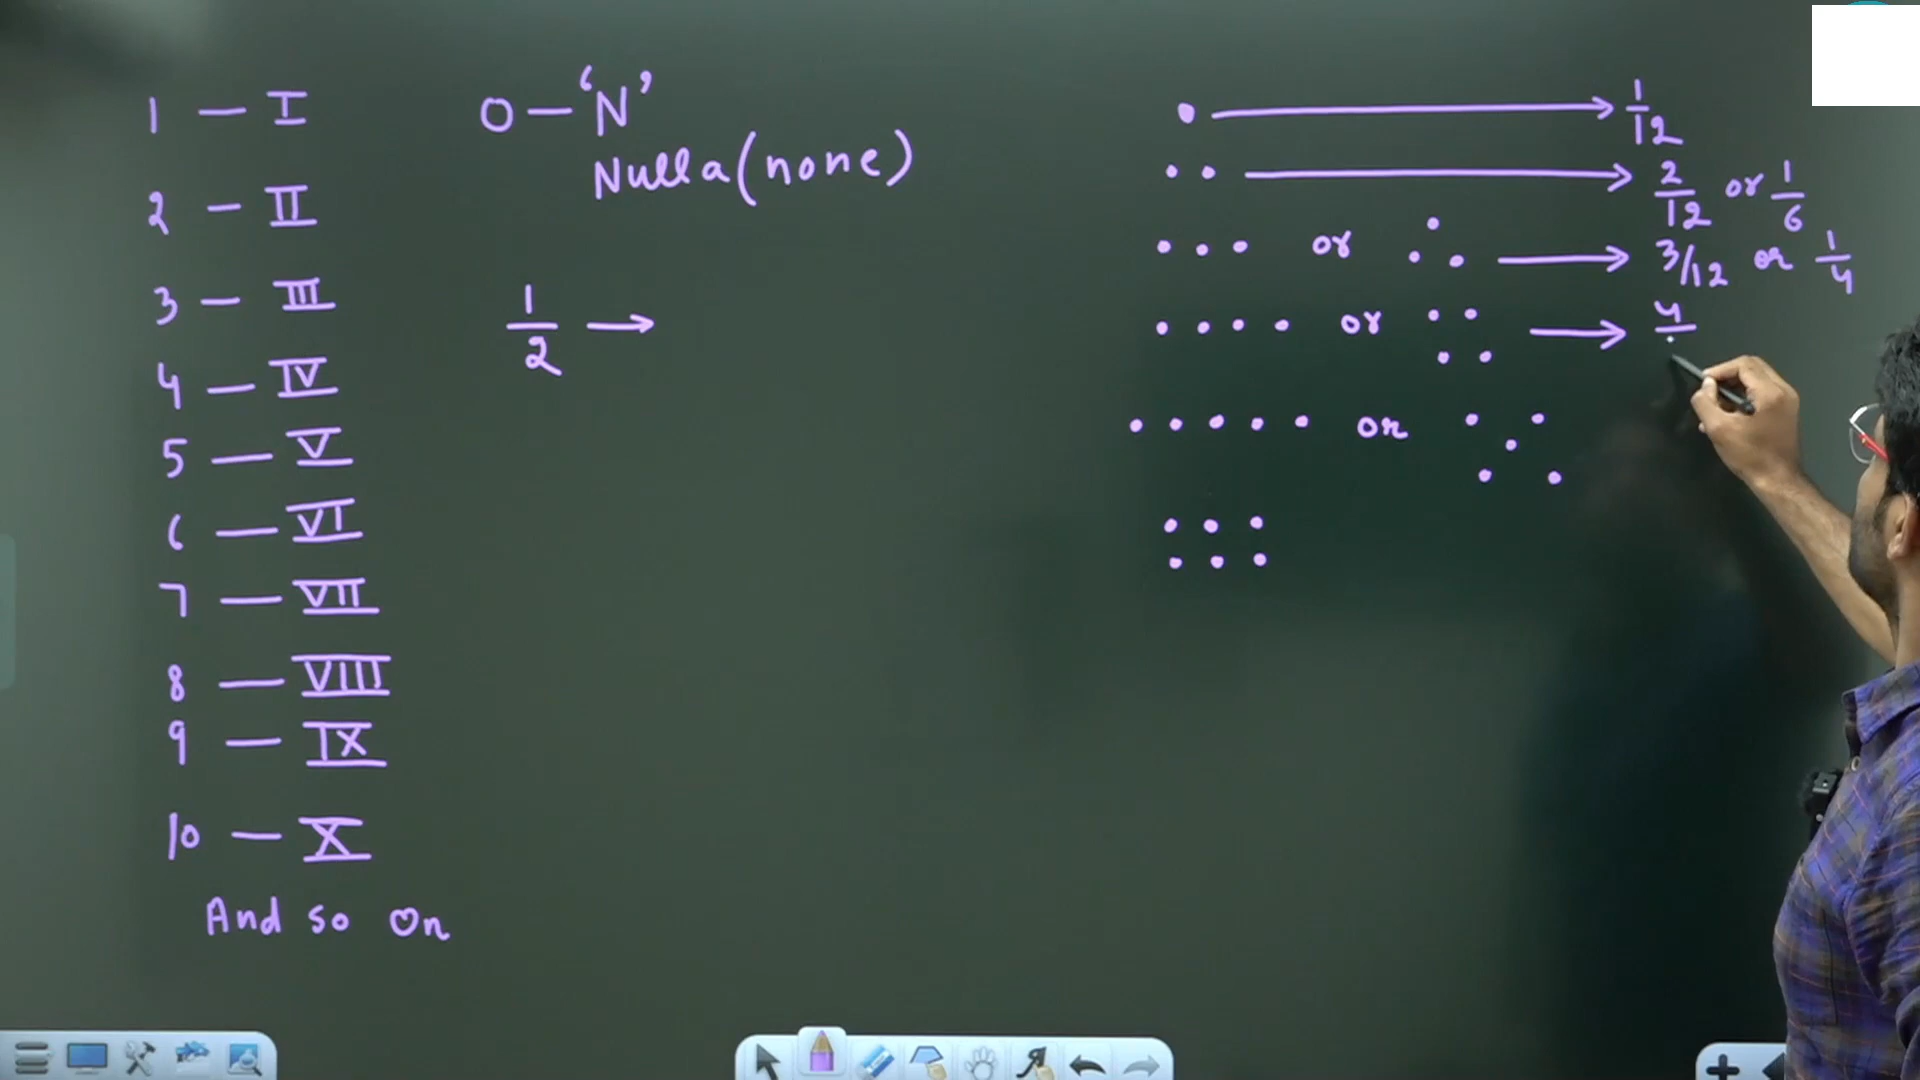 1 — I
2 — II
3 — III
4 — IV
5 — V
6 — VI
7 — VII
8 — VIII
9 — IX
10 — X
And so On
0 — 'N'
Nulla (none)
1/2 →
• → 1/12
• • → 2/12 or 1/6
• • • or • • • → 3/12 or 1/4
• • • • or • • • • → 4/
• • • • • or • • • • •
• • •
• • •